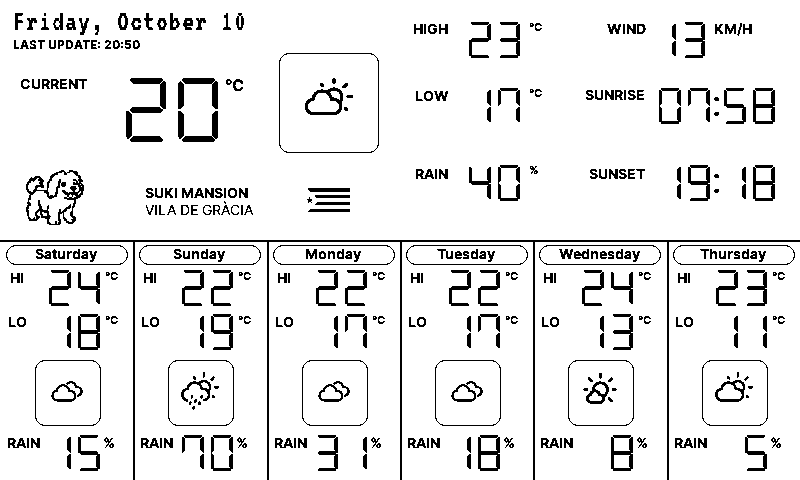 Friday, October 10
LAST UPDATE: 20:50
CURRENT 20 °C
HIGH 23 °C
WIND 13 KM/H
LOW 17 °C
SUNRISE 07:58
RAIN 40 %
SUNSET 19:18
SUKI MANSION
VILA DE GRÀCIA
Saturday
HI 24 °C
LO 18 °C
RAIN 15 %
Sunday
HI 22 °C
LO 19 °C
RAIN 70 %
Monday
HI 22 °C
LO 17 °C
RAIN 31 %
Tuesday
HI 22 °C
LO 17 °C
RAIN 18 %
Wednesday
HI 24 °C
LO 13 °C
RAIN 8 %
Thursday
HI 23 °C
LO 11 °C
RAIN 5 %